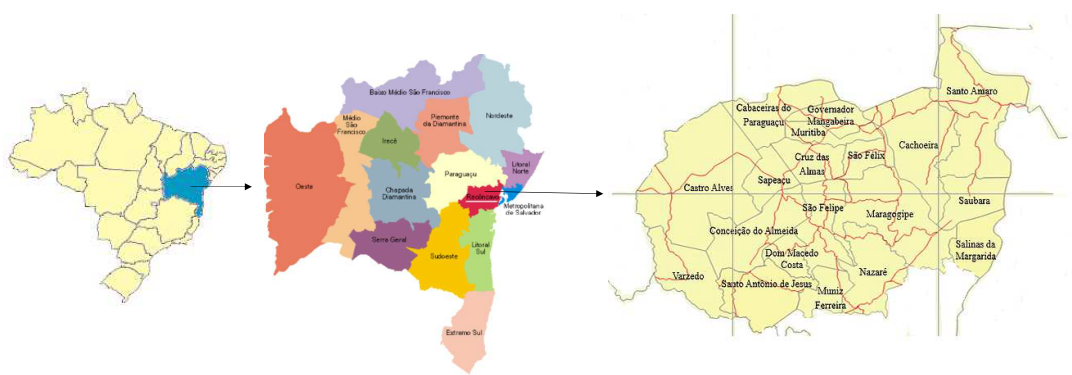 Baixo Médio São Francisco
Médio
São
Francisco
Piemonte
da Diamantina
Nordeste
Irecê
Litoral
Norte
Paraguaçu
Oeste
Chapada
Diamantina
Recôncavo
Metropolitana
de Salvador
Serra Geral
Sudoeste
Litoral
Sul
Extremo Sul
Santo Amaro
Cabaceiras do
Paraguaçu
Governador
Mangabeira
Muritiba
Cachoeira
Cruz das
Almas
São Félix
Sapeaçu
Castro Alves
Saubara
São Felipe
Maragogipe
Conceição do Almeida
Salinas da
Margarida
Dom Macedo
Costa
Nazaré
Varzedo
Santo Antônio de Jesus
Muniz
Ferreira